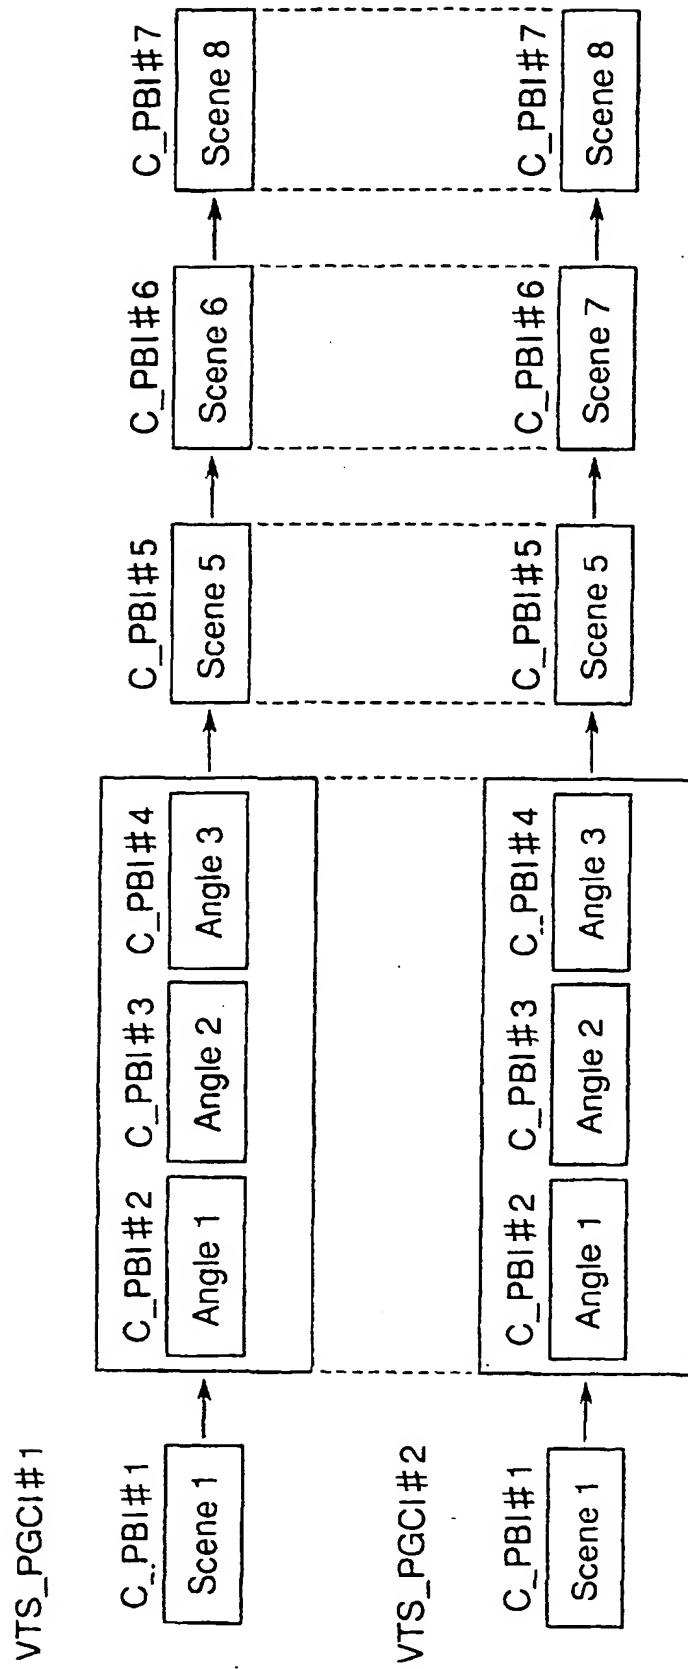 VTS_PGCI#1
C_PBI#1
C_PBI#2
C_PBI#3
C_PBI#4
C_PBI#5
C_PBI#6
C_PBI#7
Scene 1
Angle 1
Angle 2
Angle 3
Scene 5
Scene 6
Scene 8
VTS_PGCI#2
C_PBI#1
C_PBI#2
C_PBI#3
C_PBI#4
C_PBI#5
C_PBI#6
C_PBI#7
Scene 1
Angle 1
Angle 2
Angle 3
Scene 5
Scene 7
Scene 8